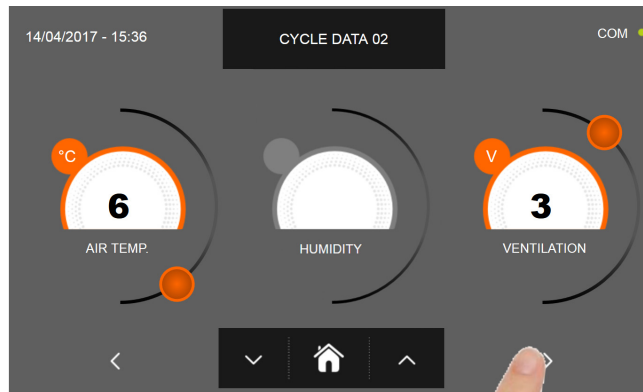 14/04/2017 - 15:36
CYCLE DATA 02
COM
°C
V
6
3
AIR TEMP.
HUMIDITY
VENTILATION